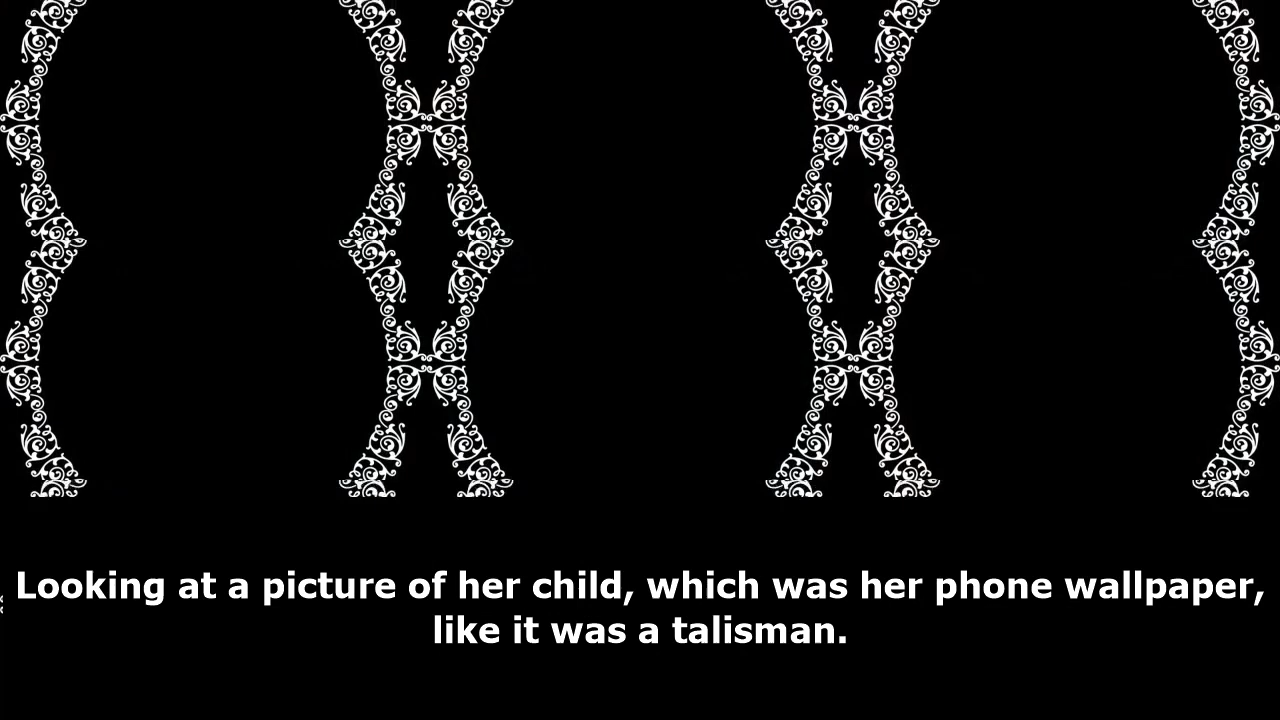 Looking at a picture of her child, which was her phone wallpaper,
like it was a talisman.